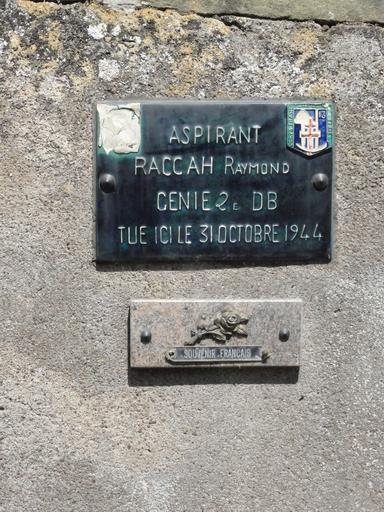 ASPIRANT
RACCAH RAYMOND
GENIE 2E DB
TUE ICI LE 31 OCTOBRE 1944
SOUVENIR FRANCAIS